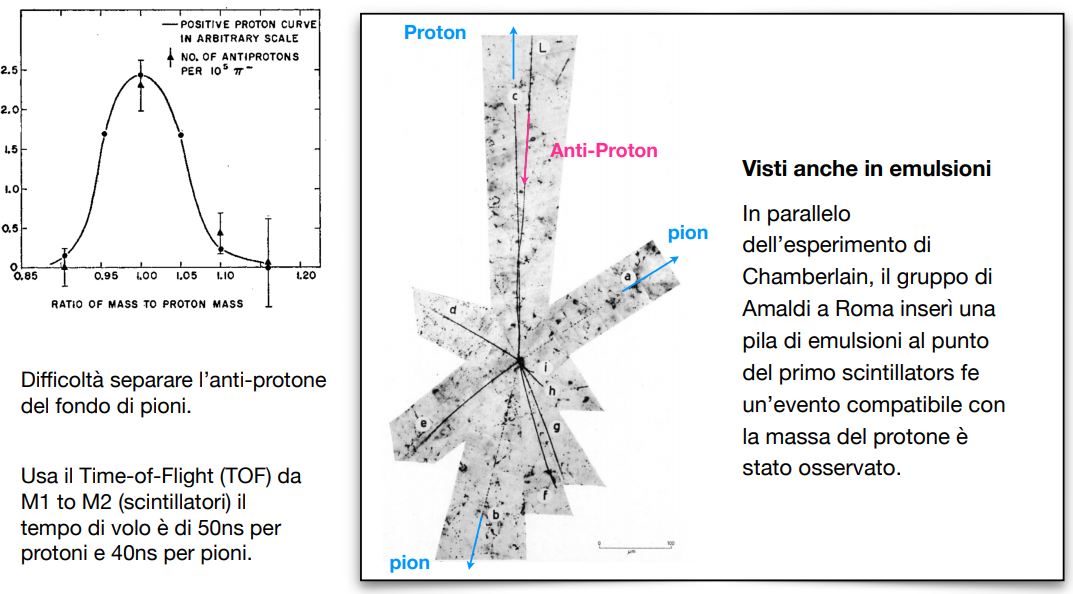 POSITIVE PROTON CURVE
IN ARBITRARY SCALE
NO. OF ANTIPROTONS
PER 10⁵ π⁻
2.5
2.0
1.5
1.0
0.5
0
0.85
0.95
1.00
1.05
1.10
1.20
RATIO OF MASS TO PROTON MASS
Difficoltà separare l'anti-protone
del fondo di pioni.
Usa il Time-of-Flight (TOF) da
M1 to M2 (scintillatori) il
tempo di volo è di 50ns per
protoni e 40ns per pioni.
Proton
L
c
Anti-Proton
pion
a
d
i
h
e
g
f
b
pion
0
100
μm
Visti anche in emulsioni
In parallelo
dell'esperimento di
Chamberlain, il gruppo di
Amaldi a Roma inserì una
pila di emulsioni al punto
del primo scintillators fe
un'evento compatibile con
la massa del protone è
stato osservato.